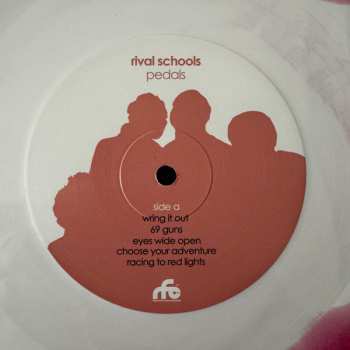 rival schools
pedals
side a
wring it out
69 guns
eyes wide open
choose your adventure
racing to red lights